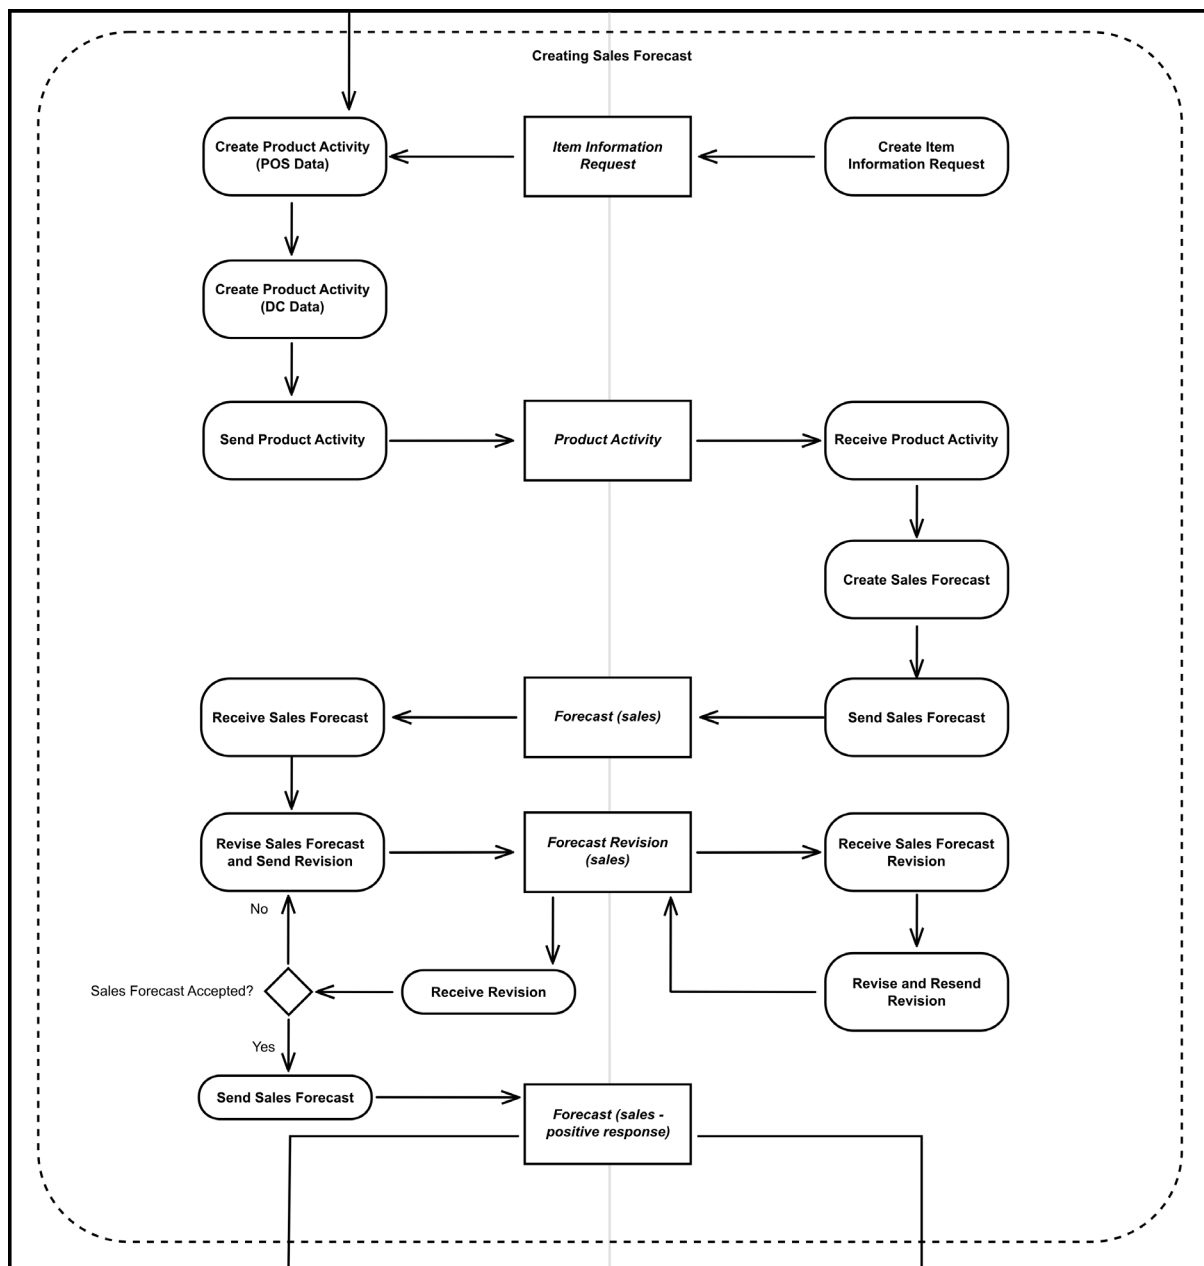 Creating Sales Forecast
Create Product Activity
(POS Data)
Item Information
Request
Create Item
Information Request
Create Product Activity
(DC Data)
Send Product Activity
Product Activity
Receive Product Activity
Create Sales Forecast
Receive Sales Forecast
Forecast (sales)
Send Sales Forecast
Revise Sales Forecast
and Send Revision
Forecast Revision
(sales)
Receive Sales Forecast
Revision
No
Sales Forecast Accepted?
Receive Revision
Revise and Resend
Revision
Yes
Send Sales Forecast
Forecast (sales -
positive response)